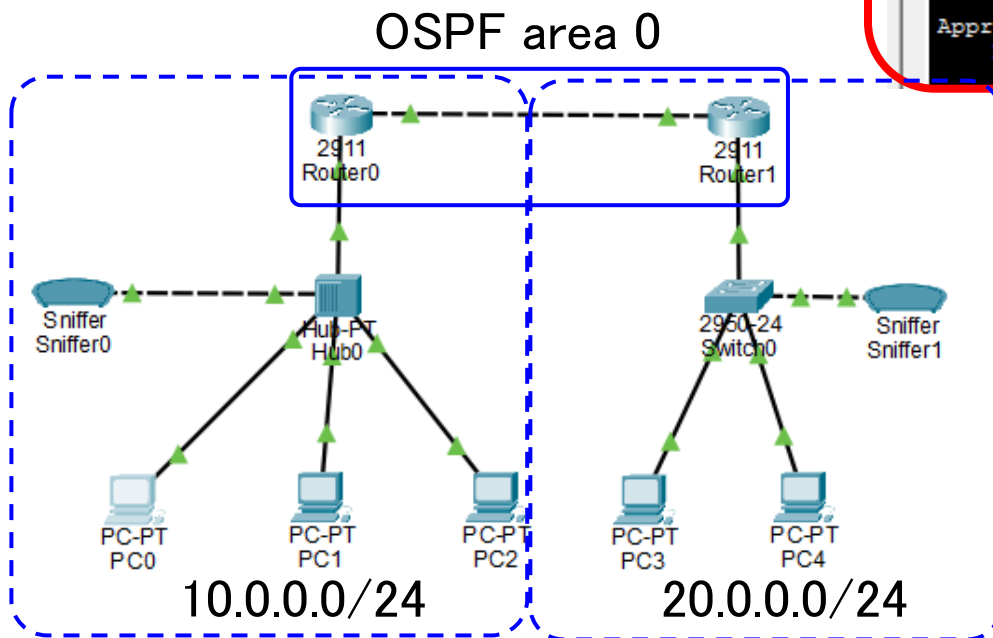 OSPF area 0
Appr
2911
Router0
2911
Router1
Sniffer
Sniffer0
Hub-PT
Hub0
2950-24
Switch0
Sniffer
Sniffer1
PC-PT
PC0
PC-PT
PC1
PC-PT
PC2
PC-PT
PC3
PC-PT
PC4
10.0.0.0/24
20.0.0.0/24